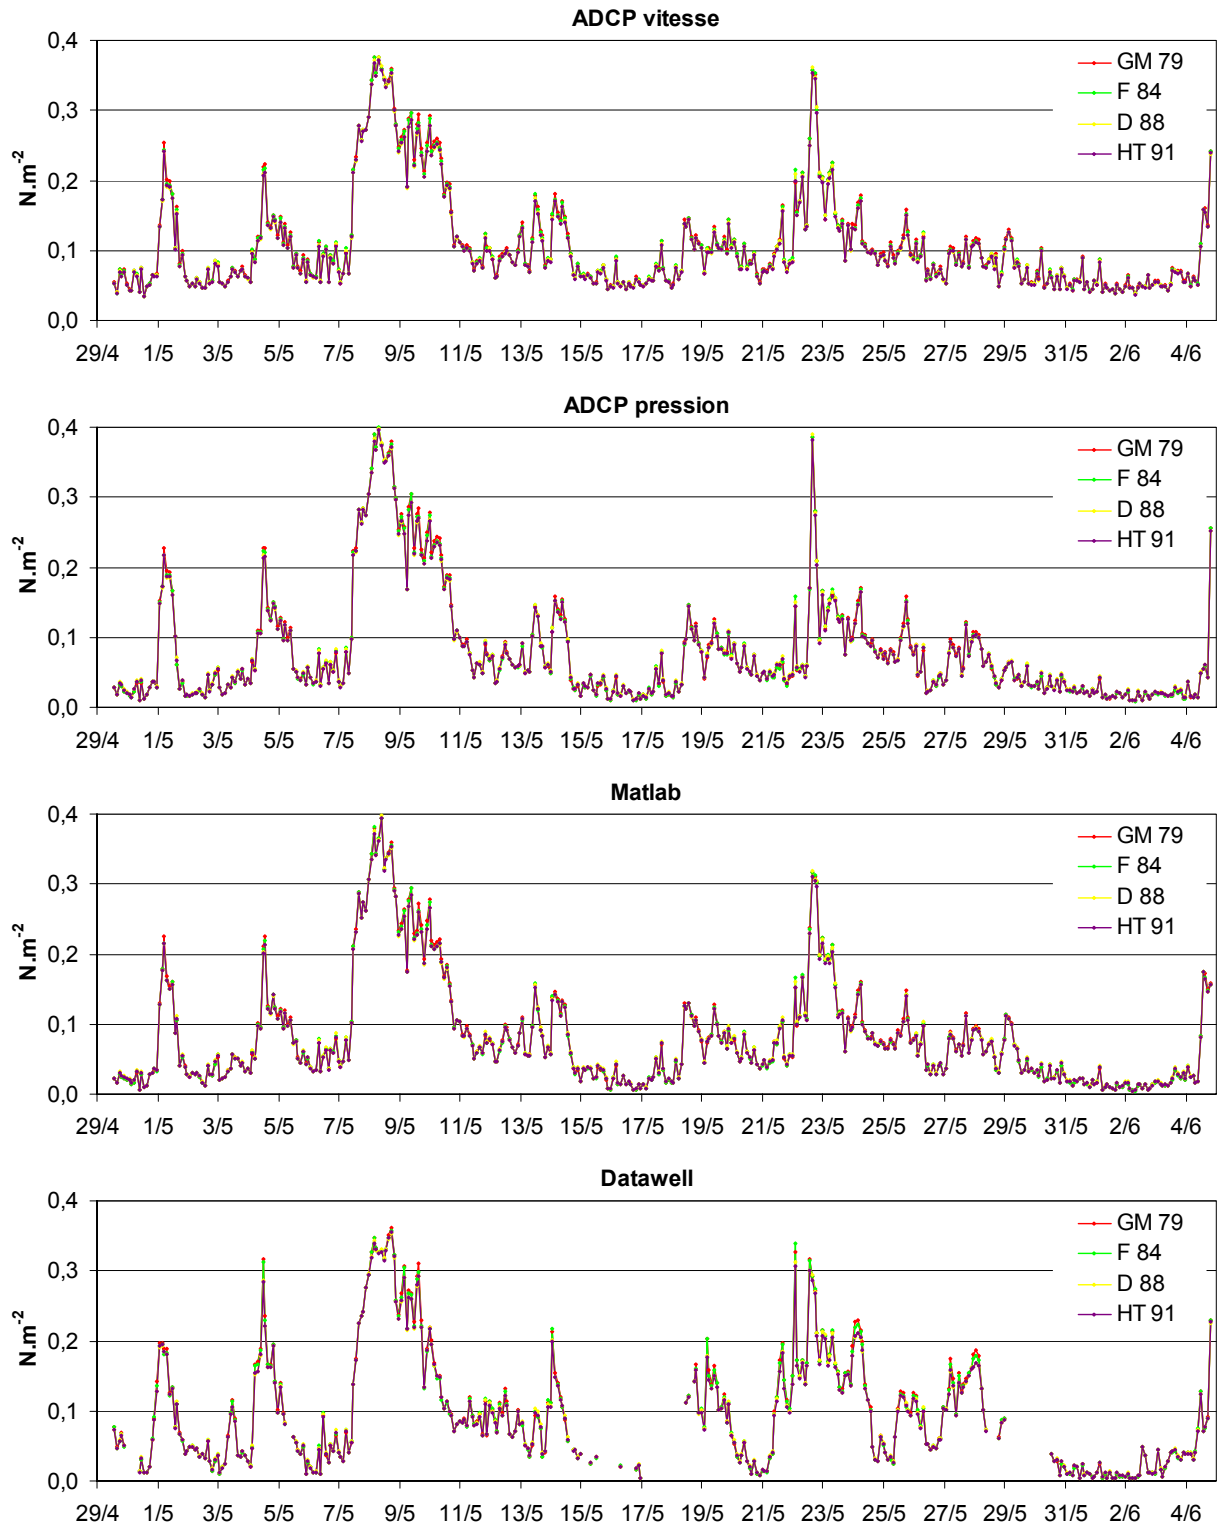 ADCP vitesse
N.m-2
0,4
0,3
0,2
0,1
0,0
GM 79
F 84
D 88
HT 91
29/4 1/5 3/5 5/5 7/5 9/5 11/5 13/5 15/5 17/5 19/5 21/5 23/5 25/5 27/5 29/5 31/5 2/6 4/6
ADCP pression
N.m-2
0,4
0,3
0,2
0,1
0,0
GM 79
F 84
D 88
HT 91
29/4 1/5 3/5 5/5 7/5 9/5 11/5 13/5 15/5 17/5 19/5 21/5 23/5 25/5 27/5 29/5 31/5 2/6 4/6
Matlab
N.m-2
0,4
0,3
0,2
0,1
0,0
GM 79
F 84
D 88
HT 91
29/4 1/5 3/5 5/5 7/5 9/5 11/5 13/5 15/5 17/5 19/5 21/5 23/5 25/5 27/5 29/5 31/5 2/6 4/6
Datawell
N.m-2
0,4
0,3
0,2
0,1
0,0
GM 79
F 84
D 88
HT 91
29/4 1/5 3/5 5/5 7/5 9/5 11/5 13/5 15/5 17/5 19/5 21/5 23/5 25/5 27/5 29/5 31/5 2/6 4/6